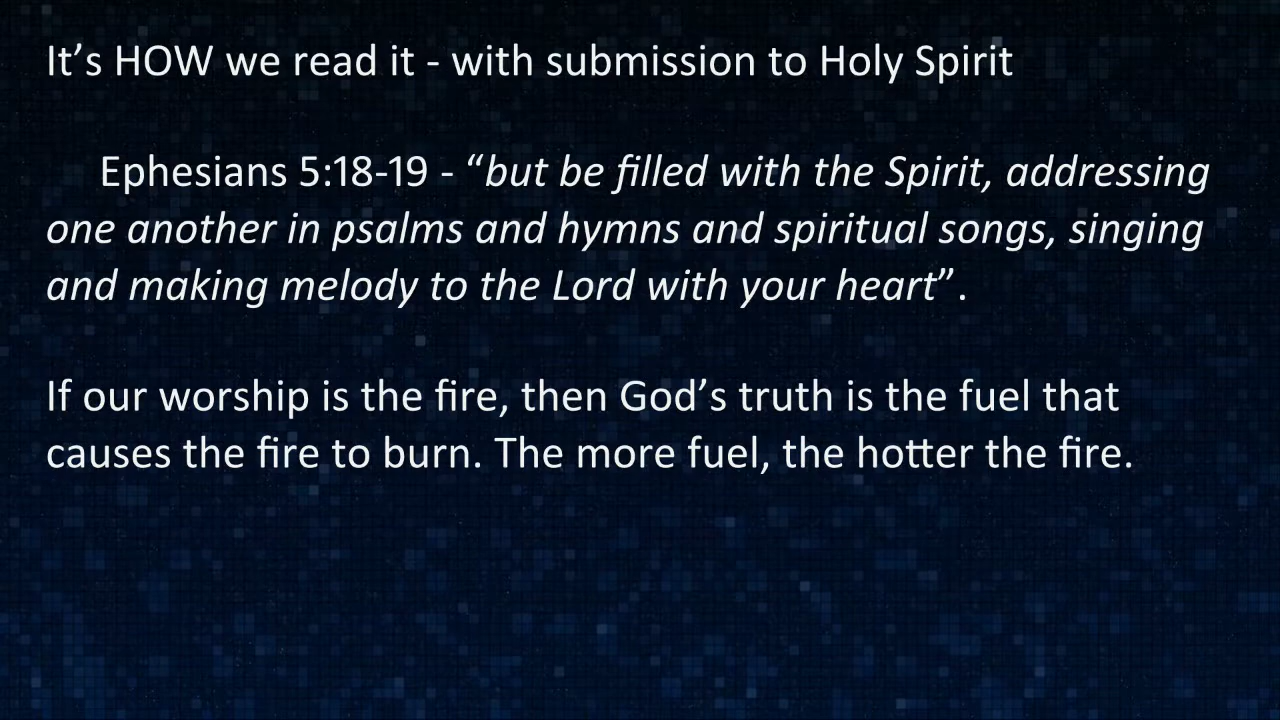 It’s HOW we read it - with submission to Holy Spirit
Ephesians 5:18-19 - “but be filled with the Spirit, addressing
one another in psalms and hymns and spiritual songs, singing
and making melody to the Lord with your heart”.
If our worship is the fire, then God’s truth is the fuel that
causes the fire to burn. The more fuel, the hotter the fire.